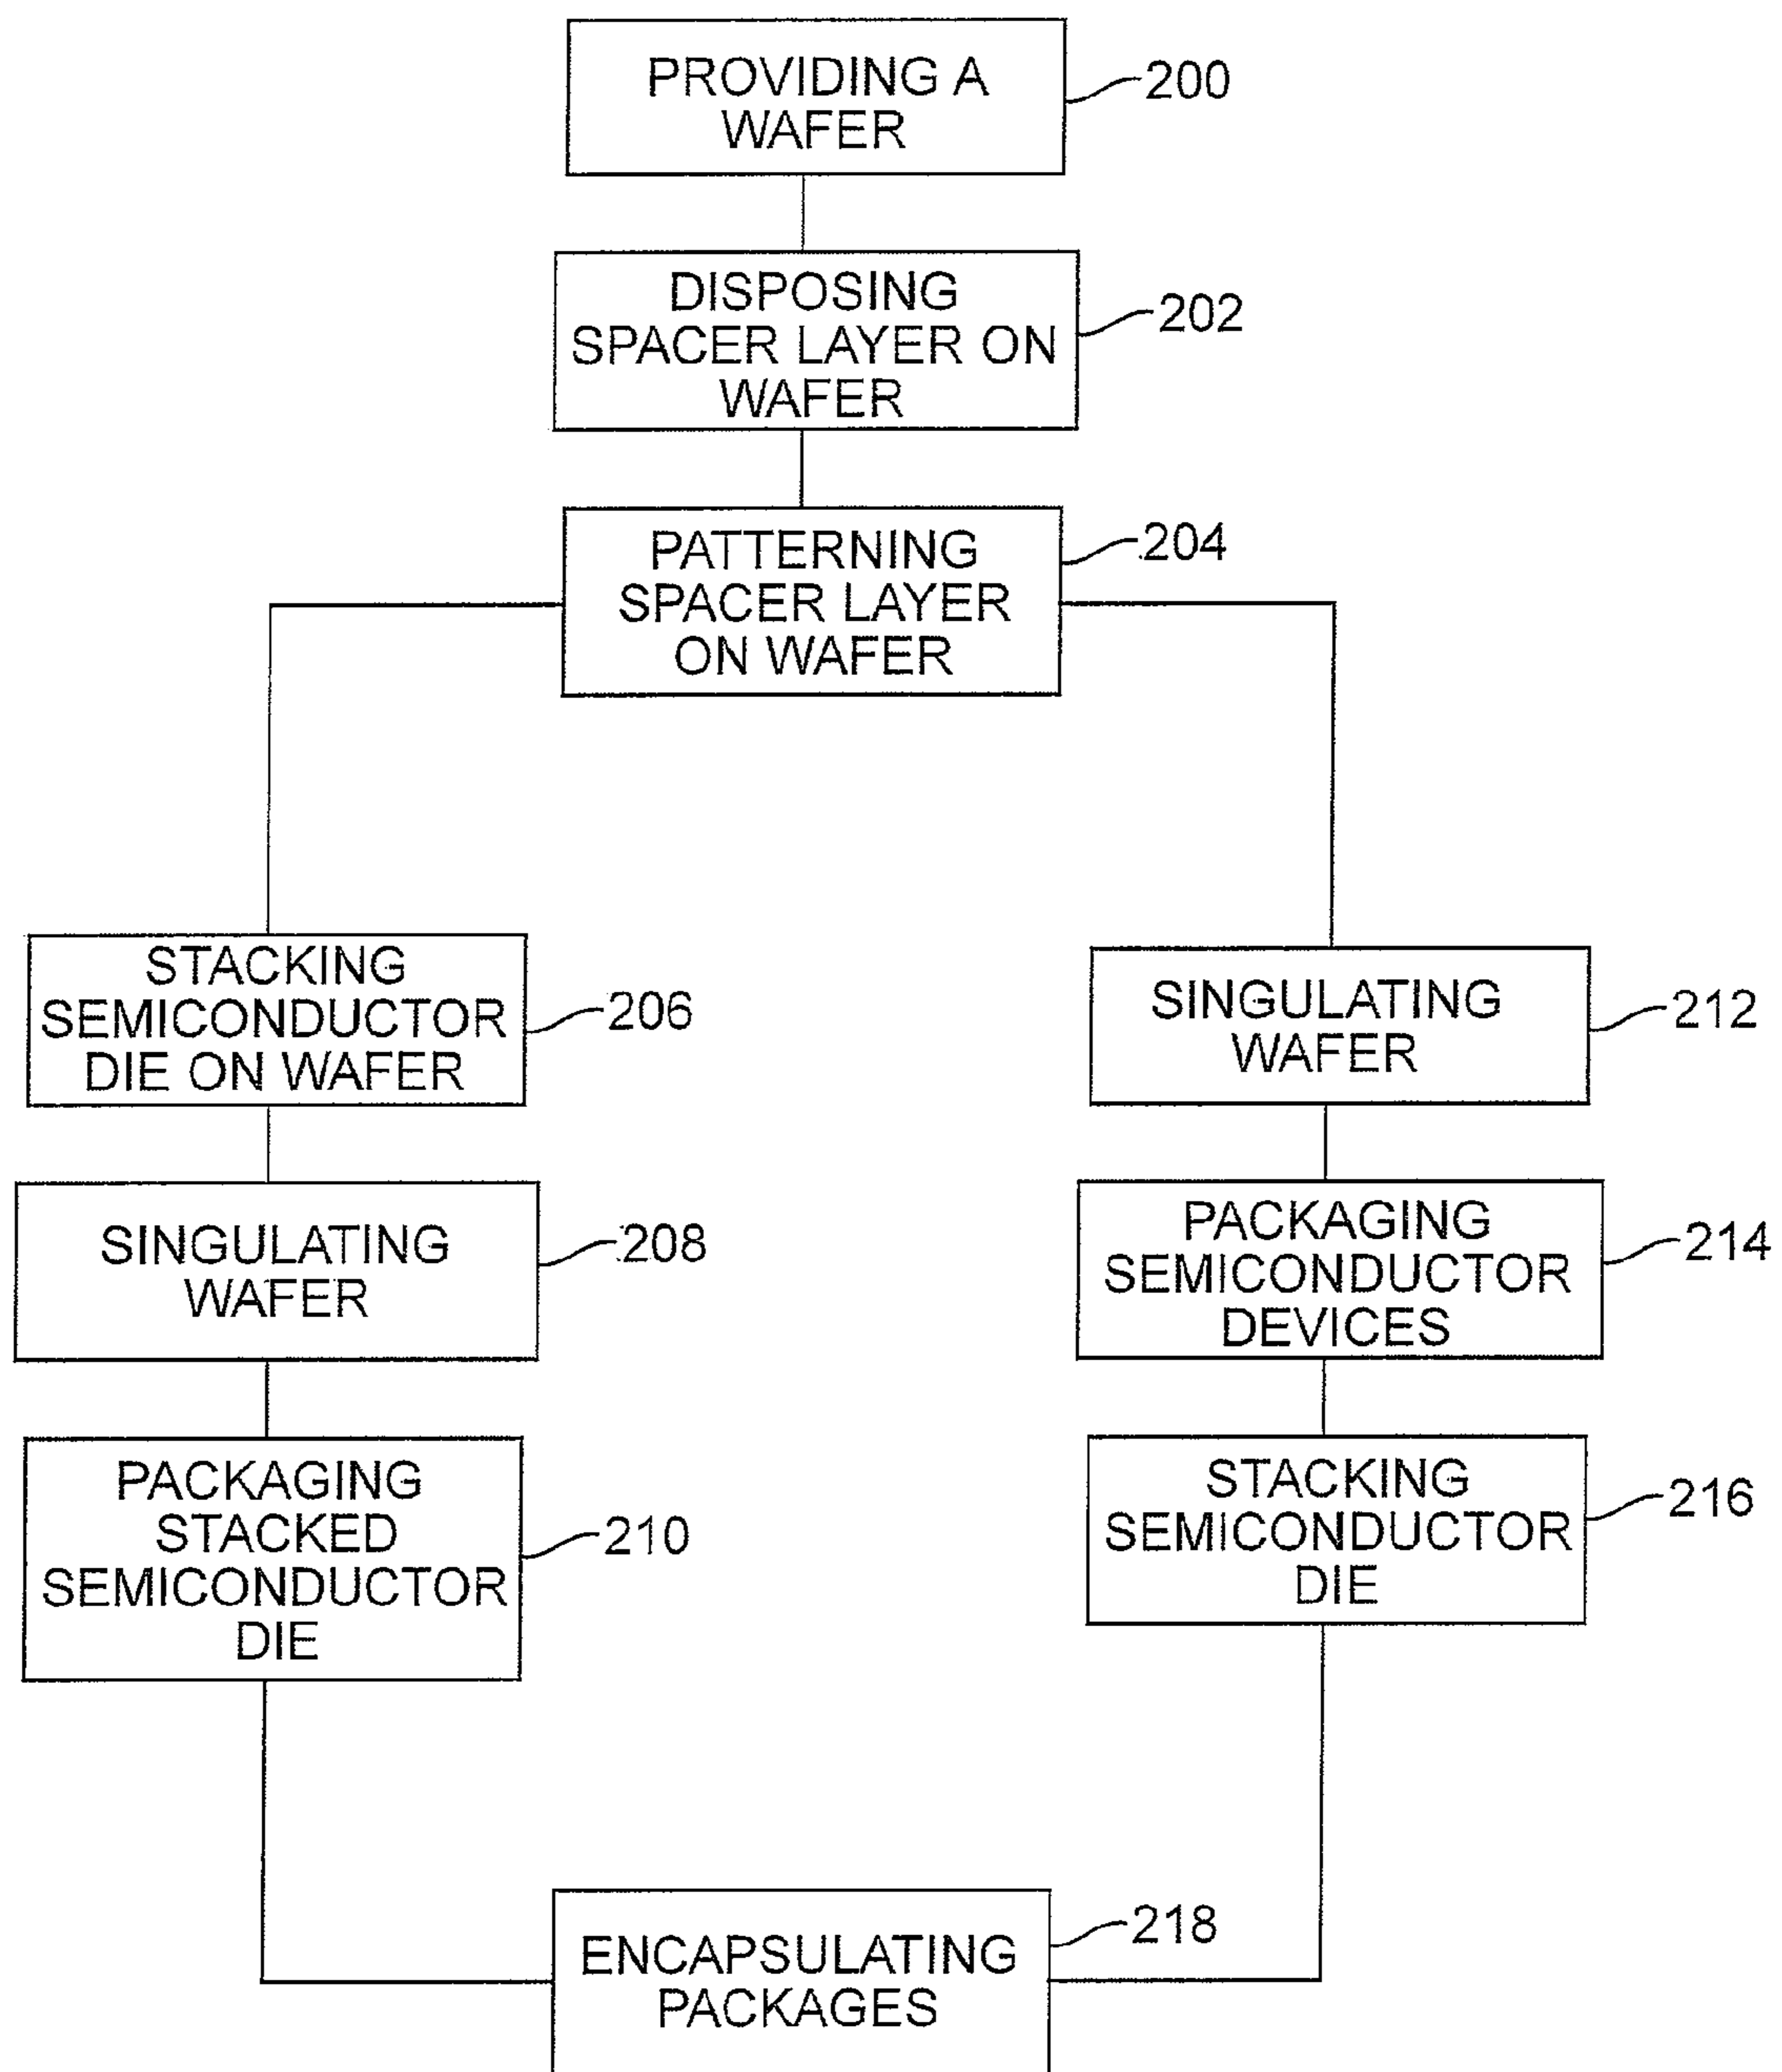 PROVIDING A
WAFER
200
DISPOSING
SPACER LAYER ON
WAFER
202
PATTERNING
SPACER LAYER
ON WAFER
204
STACKING
SEMICONDUCTOR
DIE ON WAFER
206
SINGULATING
WAFER
208
PACKAGING
STACKED
SEMICONDUCTOR
DIE
210
SINGULATING
WAFER
212
PACKAGING
SEMICONDUCTOR
DEVICES
214
STACKING
SEMICONDUCTOR
DIE
216
ENCAPSULATING
PACKAGES
218